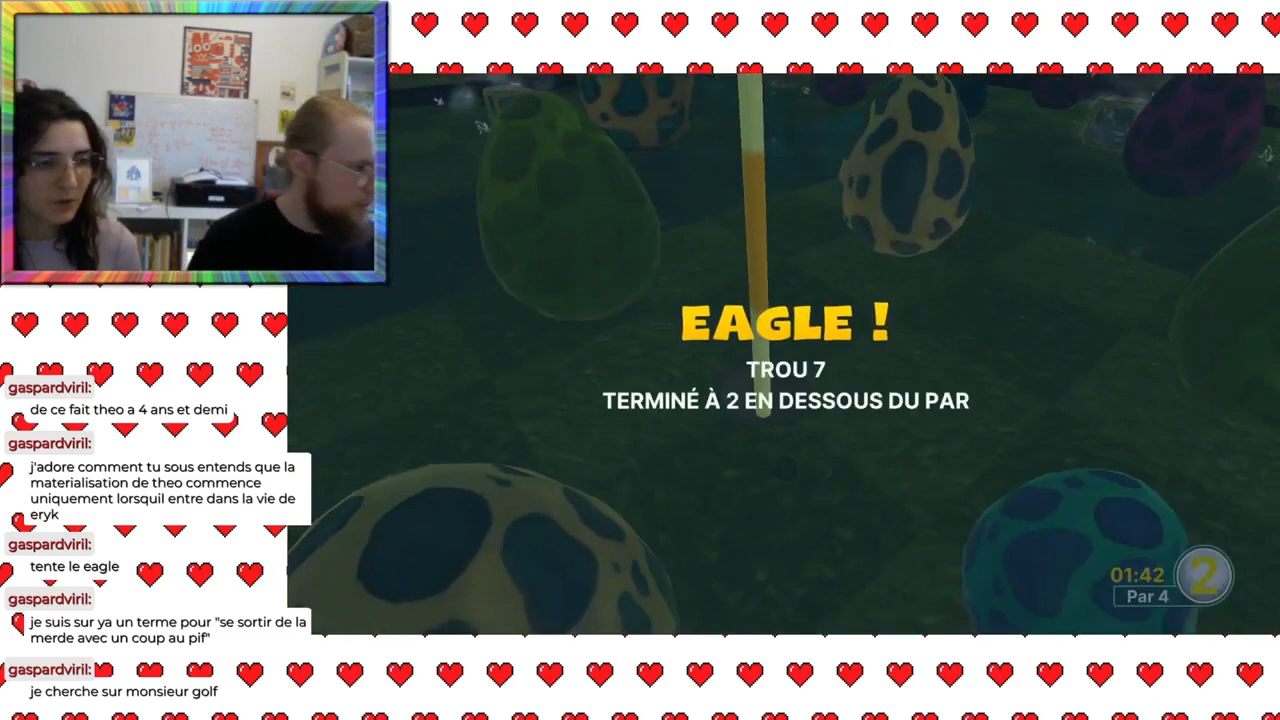 EAGLE !
TROU 7
TERMINÉ À 2 EN DESSOUS DU PAR
01:42
2
Par 4
gaspardviril:
de ce fait theo a 4 ans et demi
gaspardviril:
j'adore comment tu sous entends que la
materialisation de theo commence
uniquement lorsquil entre dans la vie de
eryk
gaspardviril:
tente le eagle
gaspardviril:
je suis sur ya un terme pour "se sortir de la
merde avec un coup au pif"
gaspardviril:
je cherche sur monsieur golf